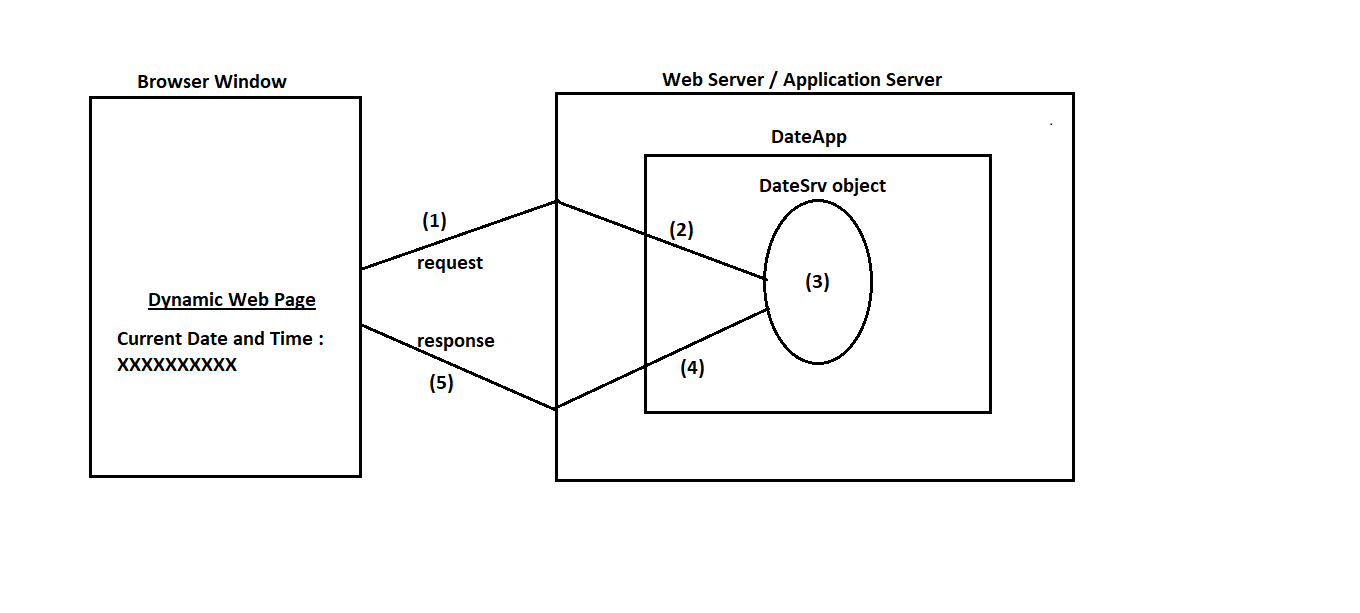 Browser Window
Web Server / Application Server
DateApp
DateSrv object
(1)
request
(2)
(3)
Dynamic Web Page
Current Date and Time :
XXXXXXXXXX
response
(5)
(4)